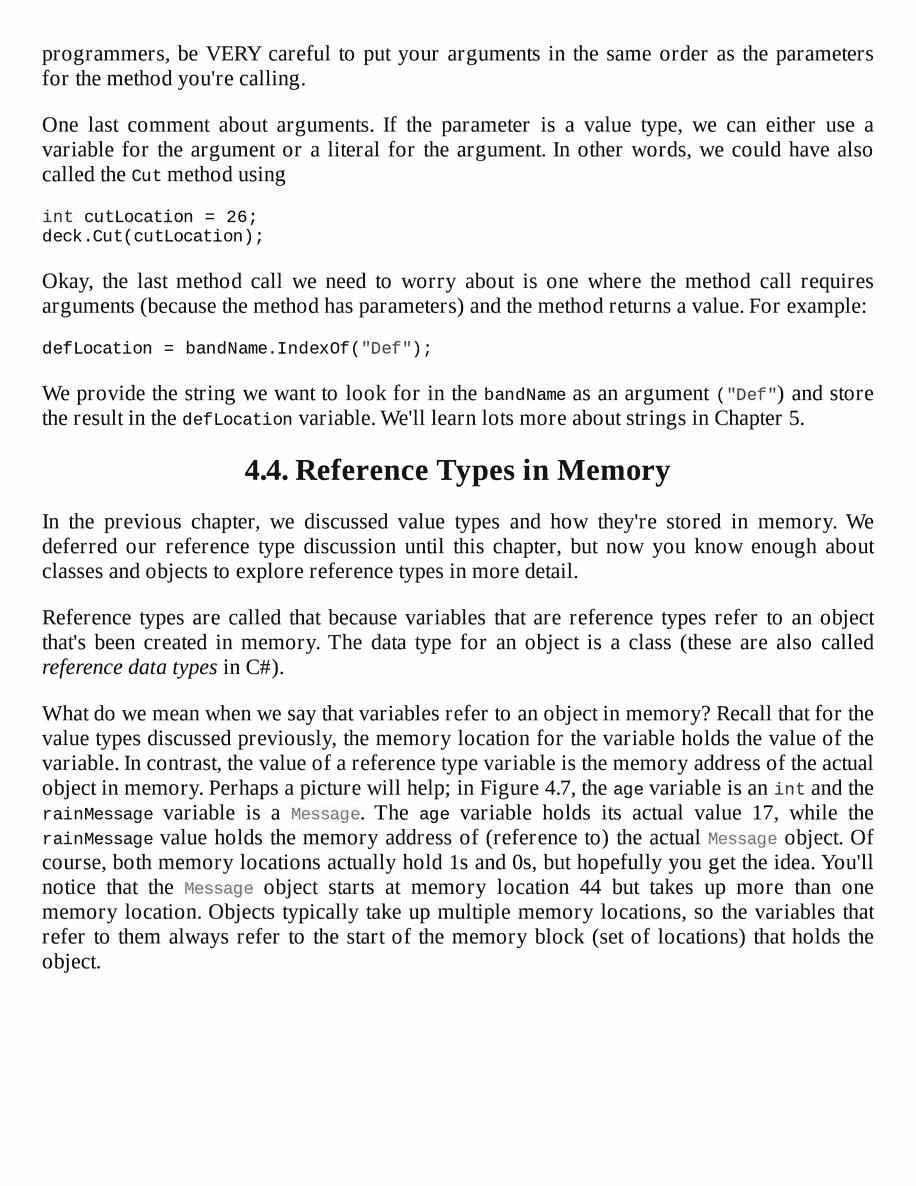 programmers, be VERY careful to put your arguments in the same order as the parameters
for the method you're calling.
One last comment about arguments. If the parameter is a value type, we can either use a
variable for the argument or a literal for the argument. In other words, we could have also
called the Cut method using
int cutLocation = 26;
deck.Cut(cutLocation);
Okay, the last method call we need to worry about is one where the method call requires
arguments (because the method has parameters) and the method returns a value. For example:
defLocation = bandName.IndexOf("Def");
We provide the string we want to look for in the bandName as an argument ("Def") and store
the result in the defLocation variable. We'll learn lots more about strings in Chapter 5.
4.4. Reference Types in Memory
In the previous chapter, we discussed value types and how they're stored in memory. We
deferred our reference type discussion until this chapter, but now you know enough about
classes and objects to explore reference types in more detail.
Reference types are called that because variables that are reference types refer to an object
that's been created in memory. The data type for an object is a class (these are also called
reference data types in C#).
What do we mean when we say that variables refer to an object in memory? Recall that for the
value types discussed previously, the memory location for the variable holds the value of the
variable. In contrast, the value of a reference type variable is the memory address of the actual
object in memory. Perhaps a picture will help; in Figure 4.7, the age variable is an int and the
rainMessage variable is a Message. The age variable holds its actual value 17, while the
rainMessage value holds the memory address of (reference to) the actual Message object. Of
course, both memory locations actually hold 1s and 0s, but hopefully you get the idea. You'll
notice that the Message object starts at memory location 44 but takes up more than one
memory location. Objects typically take up multiple memory locations, so the variables that
refer to them always refer to the start of the memory block (set of locations) that holds the
object.